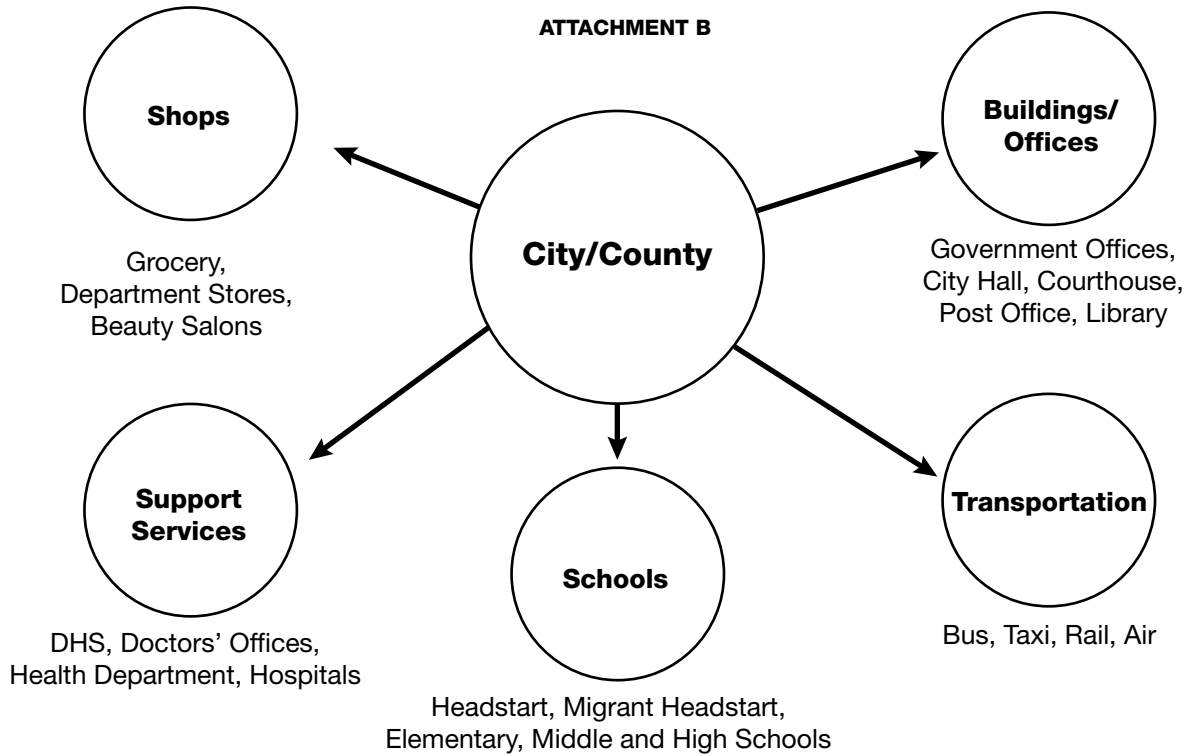 ATTACHMENT B
Shops
Grocery,
Department Stores,
Beauty Salons
City/County
Buildings/
Offices
Government Offices,
City Hall, Courthouse,
Post Office, Library
Support
Services
DHS, Doctors’ Offices,
Health Department, Hospitals
Schools
Headstart, Migrant Headstart,
Elementary, Middle and High Schools
Transportation
Bus, Taxi, Rail, Air